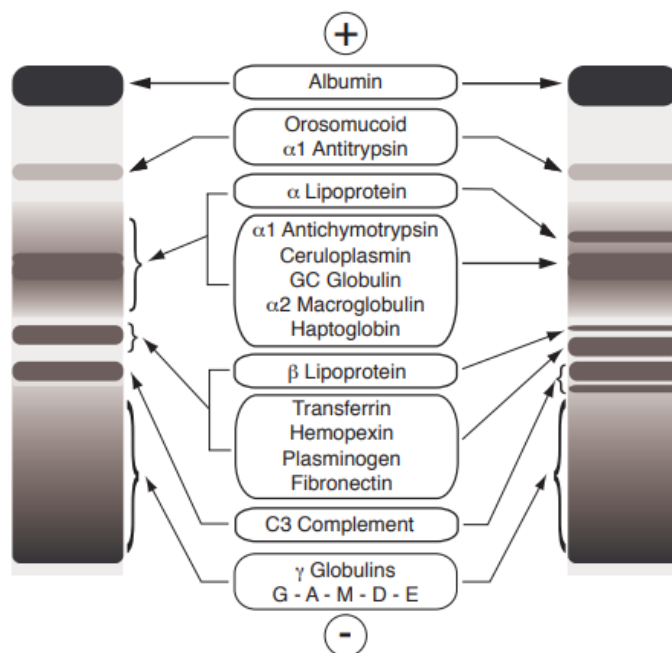 +
Albumin
Orosomucoid
α1 Antitrypsin
α Lipoprotein
α1 Antichymotrypsin
Ceruloplasmin
GC Globulin
α2 Macroglobulin
Haptoglobin
β Lipoprotein
Transferrin
Hemopexin
Plasminogen
Fibronectin
C3 Complement
γ Globulins
G - A - M - D - E
-